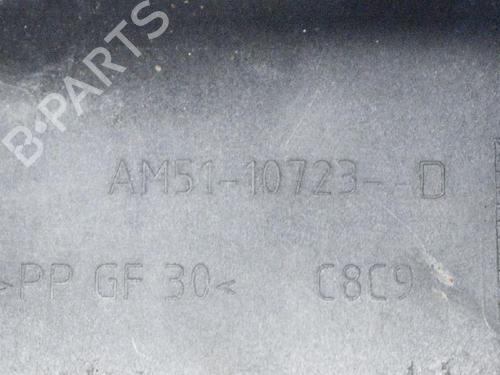 B-PARTS
AM51-10723- D
>PP GF 30< C8C9